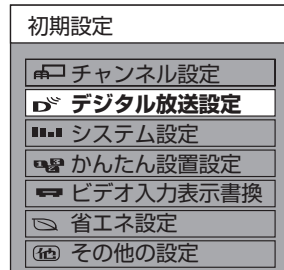 初期設定
チャンネル設定
デジタル放送設定
システム設定
かんたん設置設定
ビデオ入力表示書換
省エネ設定
他 その他の設定